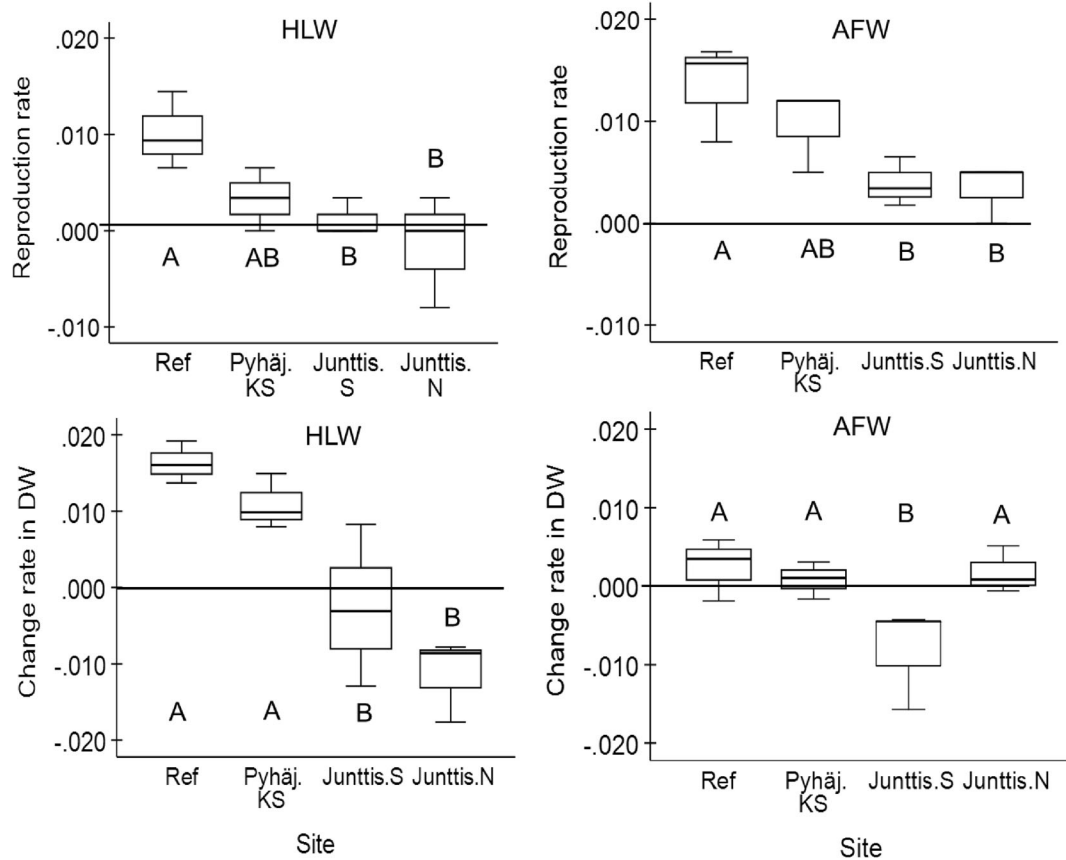 HLW
Reproduction rate
.020
.010
.000
-.010
A
AB
B
B
Ref
Pyhäj.
KS
Junttis.
S
Junttis.
N
AFW
Reproduction rate
.020
.010
.000
-.010
A
AB
B
B
Ref
Pyhäj.
KS
Junttis.S
Junttis.N
HLW
Change rate in DW
.020
.010
.000
-.010
-.020
A
A
B
B
Ref
Pyhäj.
KS
Junttis.S
Junttis.N
Site
AFW
Change rate in DW
.020
.010
.000
-.010
-.020
A
A
B
A
Ref
Pyhäj.
KS
Junttis.S
Junttis.N
Site